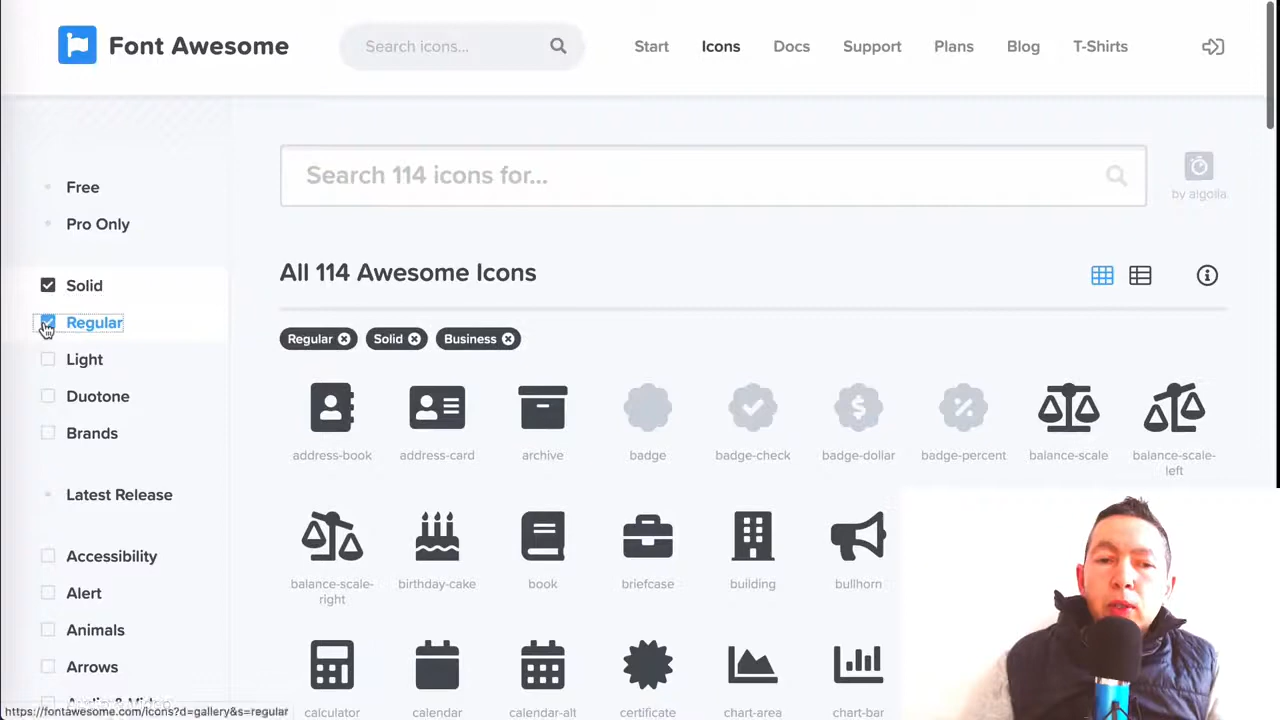 Font Awesome
Search icons...
Start
Icons
Docs
Support
Plans
Blog
T-Shirts
Free
Pro Only
Solid
Regular
Light
Duotone
Brands
Latest Release
Accessibility
Alert
Animals
Arrows
Search 114 icons for...
by algolia
All 114 Awesome Icons
Regular
Solid
Business
address-book
address-card
archive
badge
badge-check
badge-dollar
badge-percent
balance-scale
balance-scale-
left
balance-scale-
right
birthday-cake
book
briefcase
building
bullhorn
calculator
calendar
calendar-alt
certificate
chart-area
chart-bar
https://fontawesome.com/icons?d=gallery&s=regular